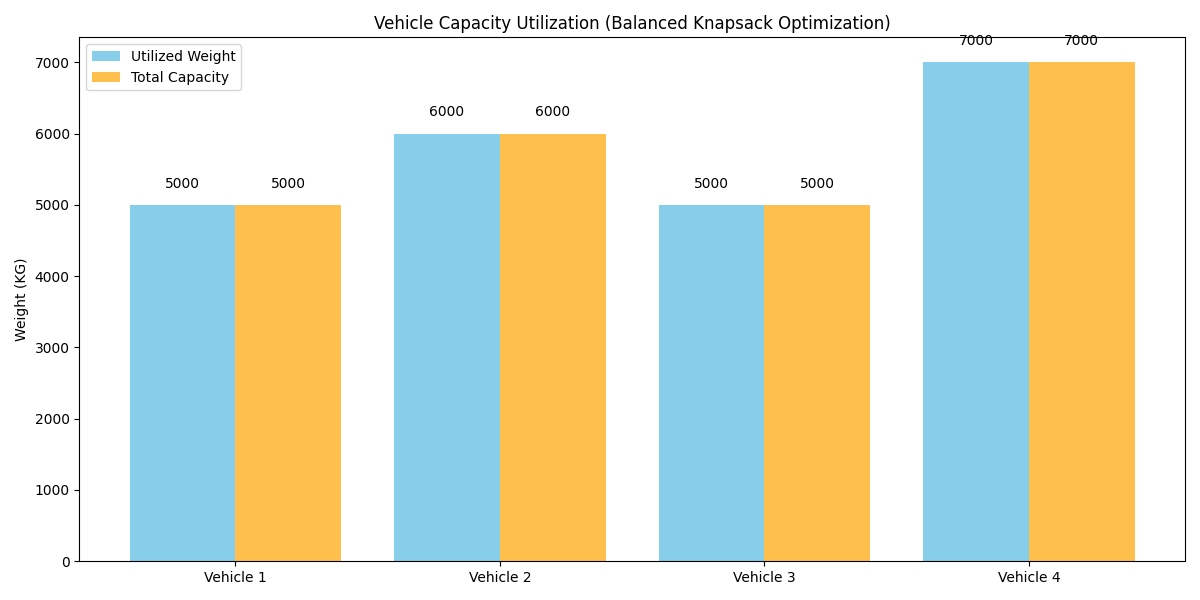 Vehicle Capacity Utilization (Balanced Knapsack Optimization)
Utilized Weight
Total Capacity
Weight (KG)
7000
6000
5000
4000
3000
2000
1000
0
5000
5000
6000
6000
5000
5000
7000
7000
Vehicle 1
Vehicle 2
Vehicle 3
Vehicle 4